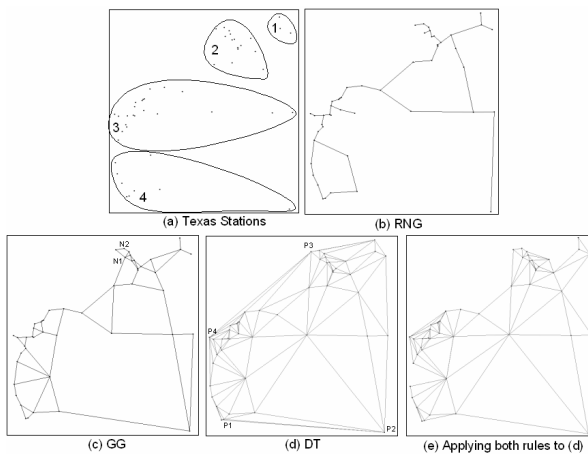 1
2
3
4
(a) Texas Stations
(b) RNG
N2
N1
P3
P4
P1
P2
(c) GG
(d) DT
(e) Applying both rules to (d)